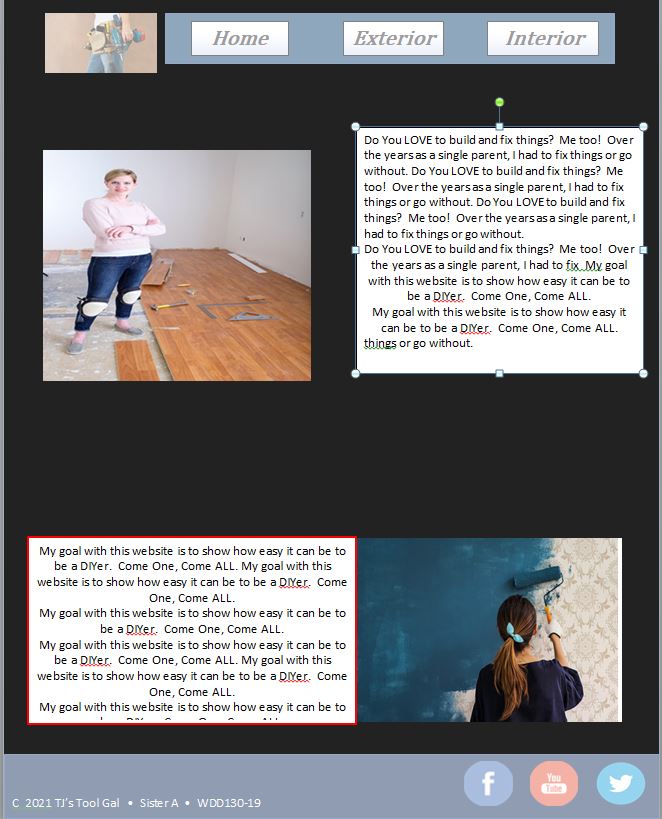 Home
Exterior
Interior
Do You LOVE to build and fix things? Me too! Over
the years as a single parent, I had to fix things or go
without. Do You LOVE to build and fix things? Me
too! Over the years as a single parent, I had to fix
things or go without. Do You LOVE to build and fix
things? Me too! Over the years as a single parent, I
had to fix things or go without.
Do You LOVE to build and fix things? Me too! Over
the years as a single parent, I had to fix. My goal
with this website is to show how easy it can be to
be a DIYer. Come One, Come ALL.
My goal with this website is to show how easy it
can be to be a DIYer. Come One, Come ALL.
things or go without.
My goal with this website is to show how easy it can be to
be a DIYer. Come One, Come ALL. My goal with this
website is to show how easy it can be to be a DIYer. Come
One, Come ALL.
My goal with this website is to show how easy it can be to
be a DIYer. Come One, Come ALL.
My goal with this website is to show how easy it can be to
be a DIYer. Come One, Come ALL. My goal with this
website is to show how easy it can be to be a DIYer. Come
One, Come ALL.
My goal with this website is to show how easy it can be to
be a DIYer. Come One, Come ALL.
f
You
Tube
C 2021 TJ's Tool Gal • Sister A • WDD130-19